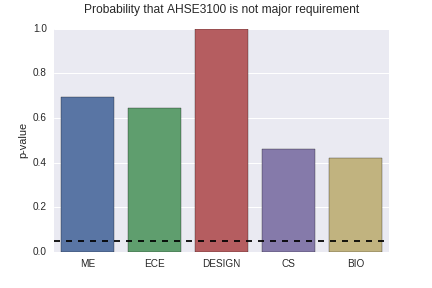 Probability that AHSE3100 is not major requirement
1.0
0.8
0.6
0.4
0.2
0.0
p-value
ME ECE DESIGN CS BIO